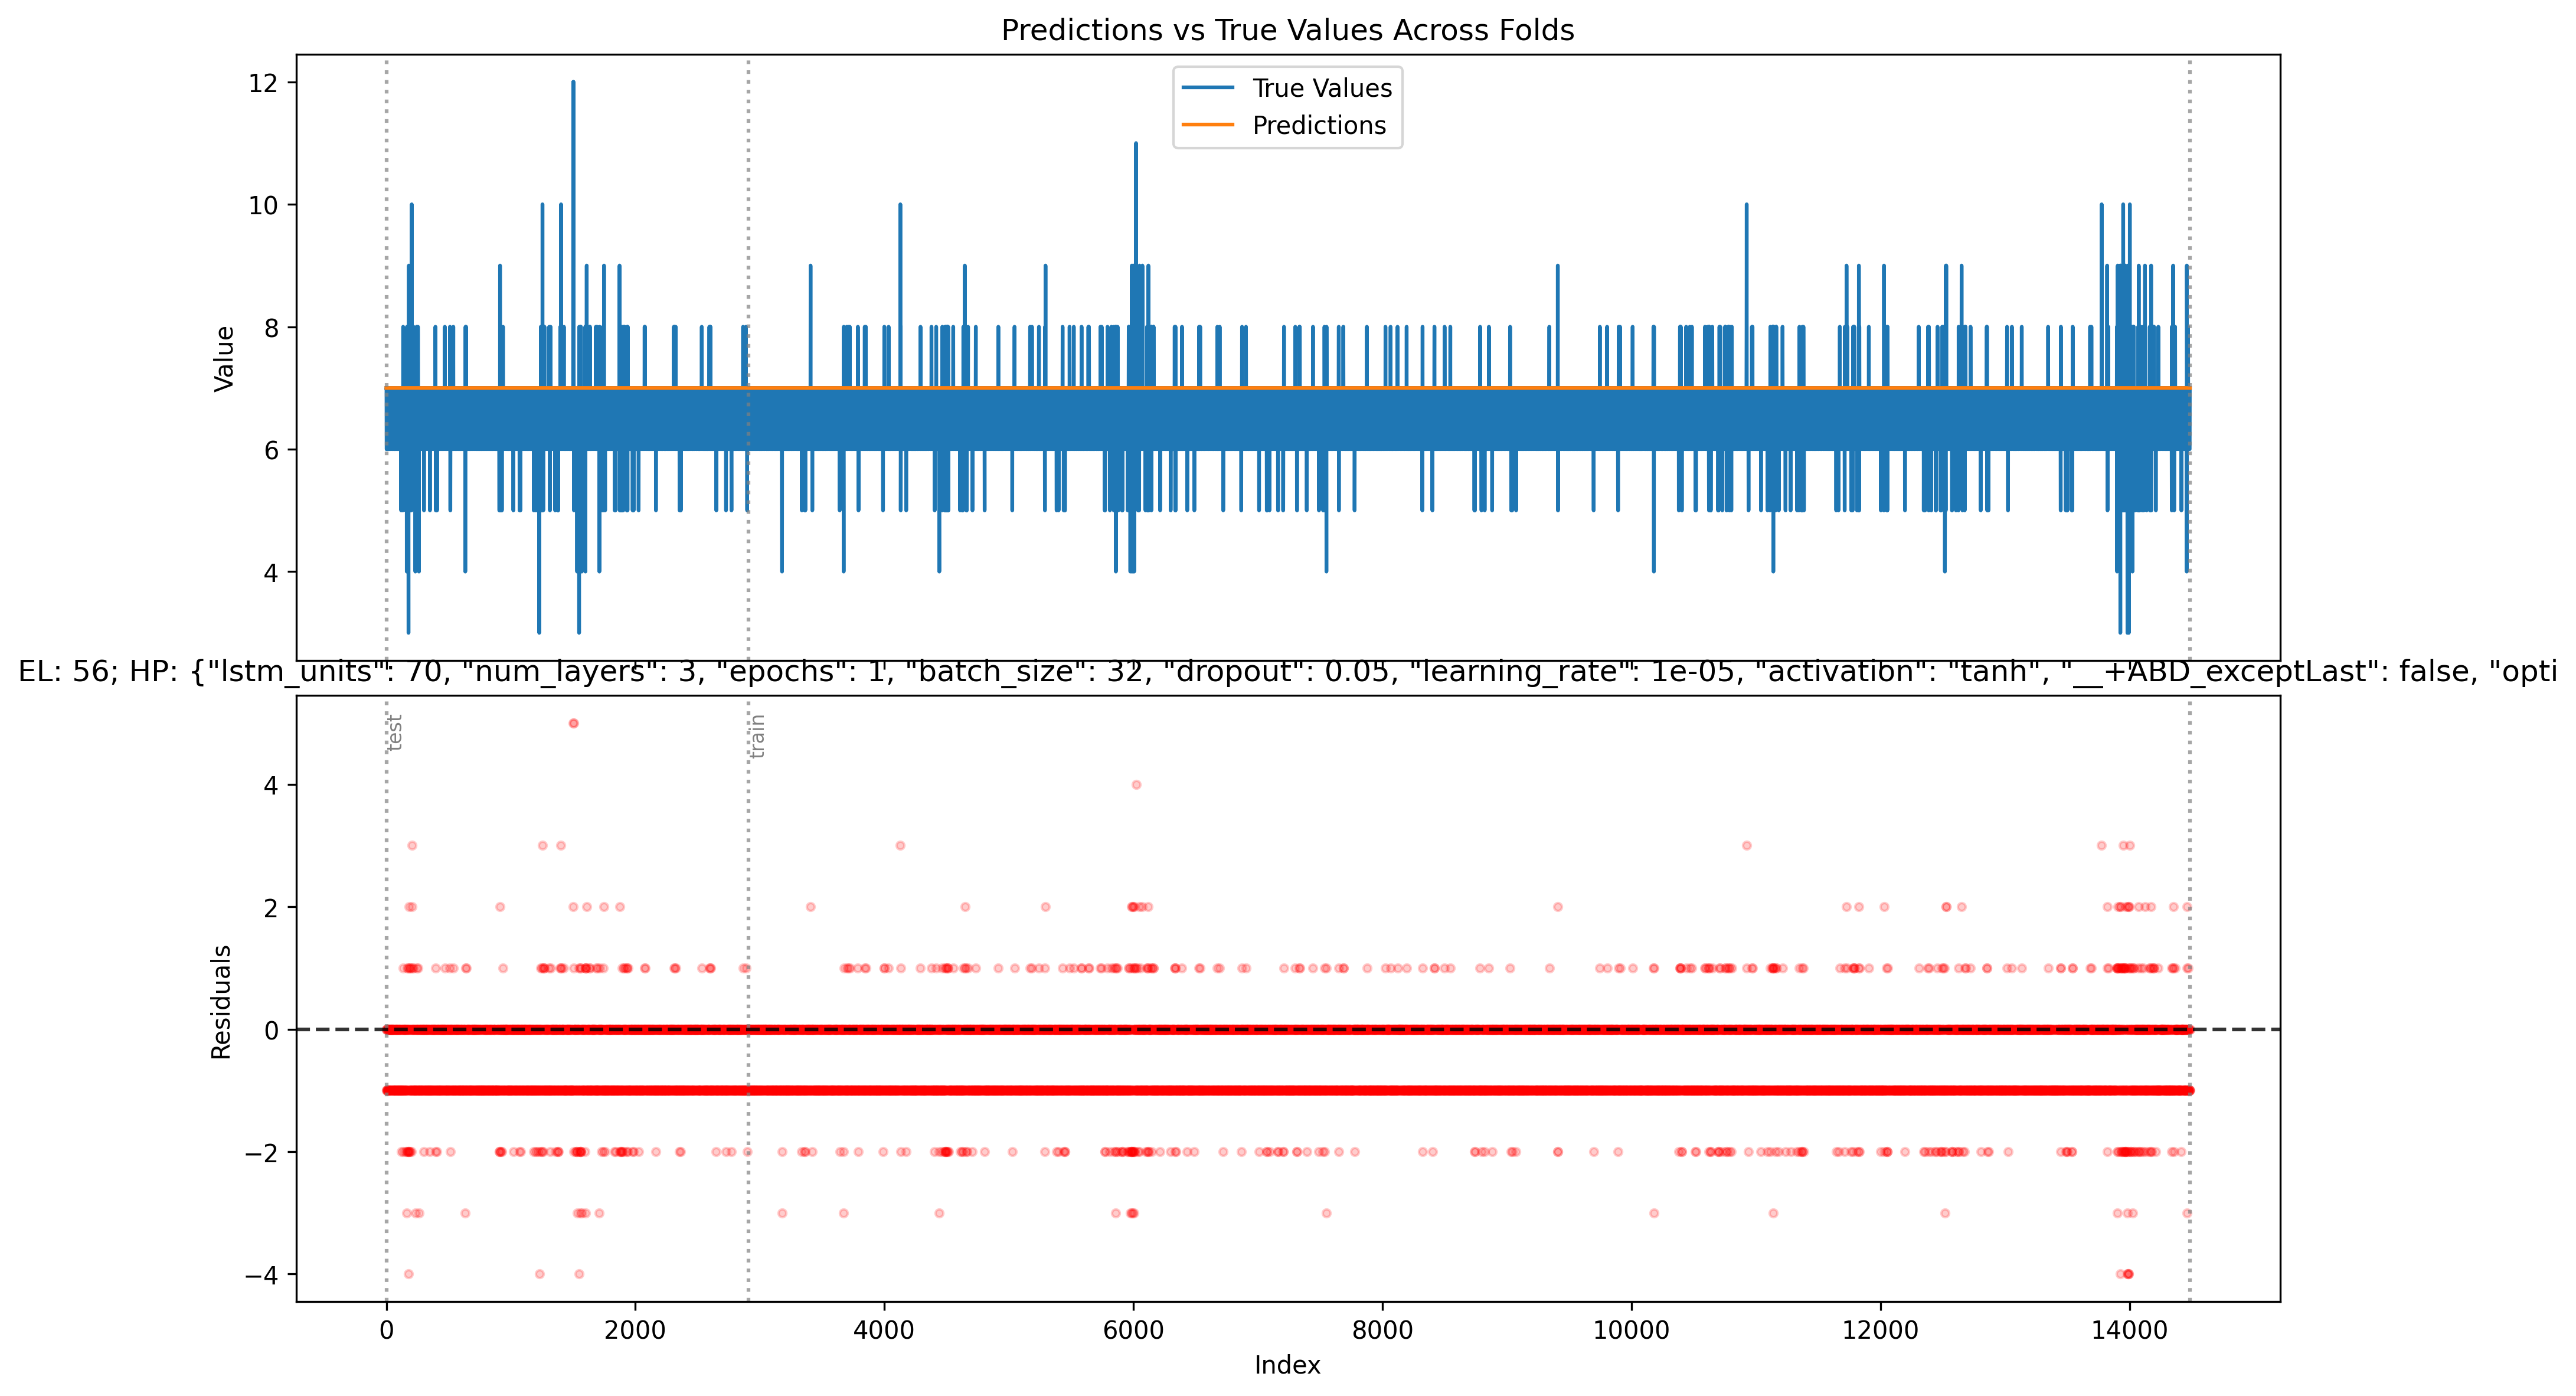 Predictions vs True Values Across Folds
12
10
8
6
4
Value
True Values
Predictions
EL: 56; HP: {"lstm_units": 70, "num_layers": 3, "epochs": 1, "batch_size": 32, "dropout": 0.05, "learning_rate": 1e-05, "activation": "tanh", "__+ABD_exceptLast": false, "opti
test
train
4
2
0
−2
−4
Residuals
0 2000 4000 6000 8000 10000 12000 14000
Index